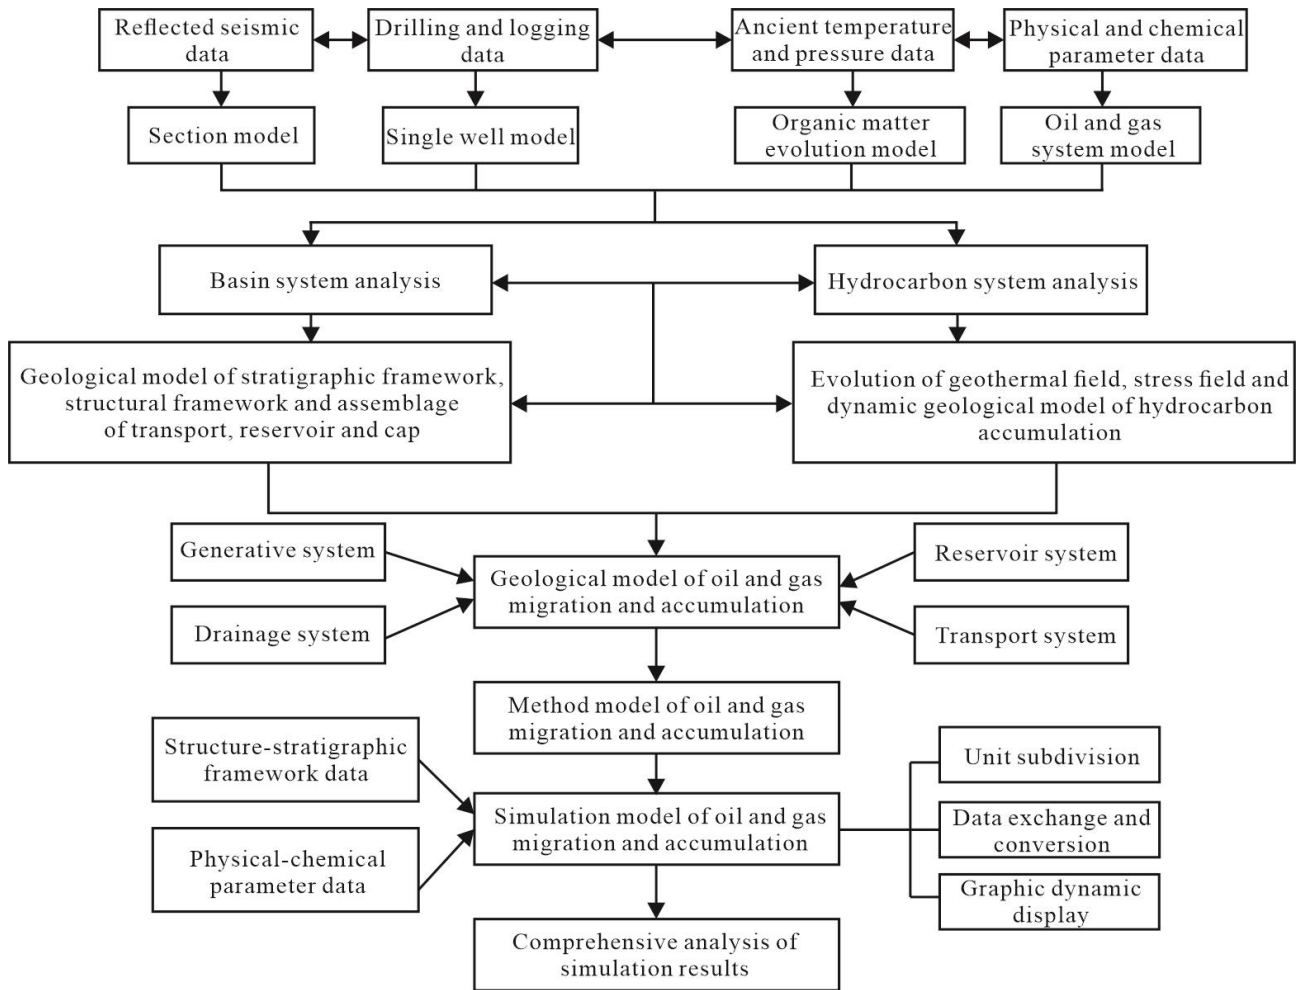 Reflected seismic
data
Drilling and logging
data
Ancient temperature
and pressure data
Physical and chemical
parameter data
Section model
Single well model
Organic matter
evolution model
Oil and gas
system model
Basin system analysis
Hydrocarbon system analysis
Geological model of stratigraphic framework,
structural framework and assemblage
of transport, reservoir and cap
Evolution of geothermal field, stress field and
dynamic geological model of hydrocarbon
accumulation
Generative system
Drainage system
Geological model of oil and gas
migration and accumulation
Reservoir system
Transport system
Method model of oil and gas
migration and accumulation
Structure-stratigraphic
framework data
Physical-chemical
parameter data
Simulation model of oil and gas
migration and accumulation
Unit subdivision
Data exchange and
conversion
Graphic dynamic
display
Comprehensive analysis of
simulation results